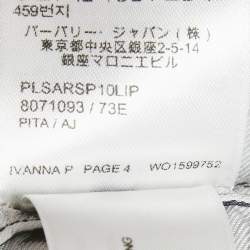 459번지
バーバリー・ジャパン(株)
東京都中央区銀座2-5-14
銀座マロニエビル
PLSARSP10LIP
8071093 / 73E
PITA / AJ
IVANNA P PAGE 4 WO1599752